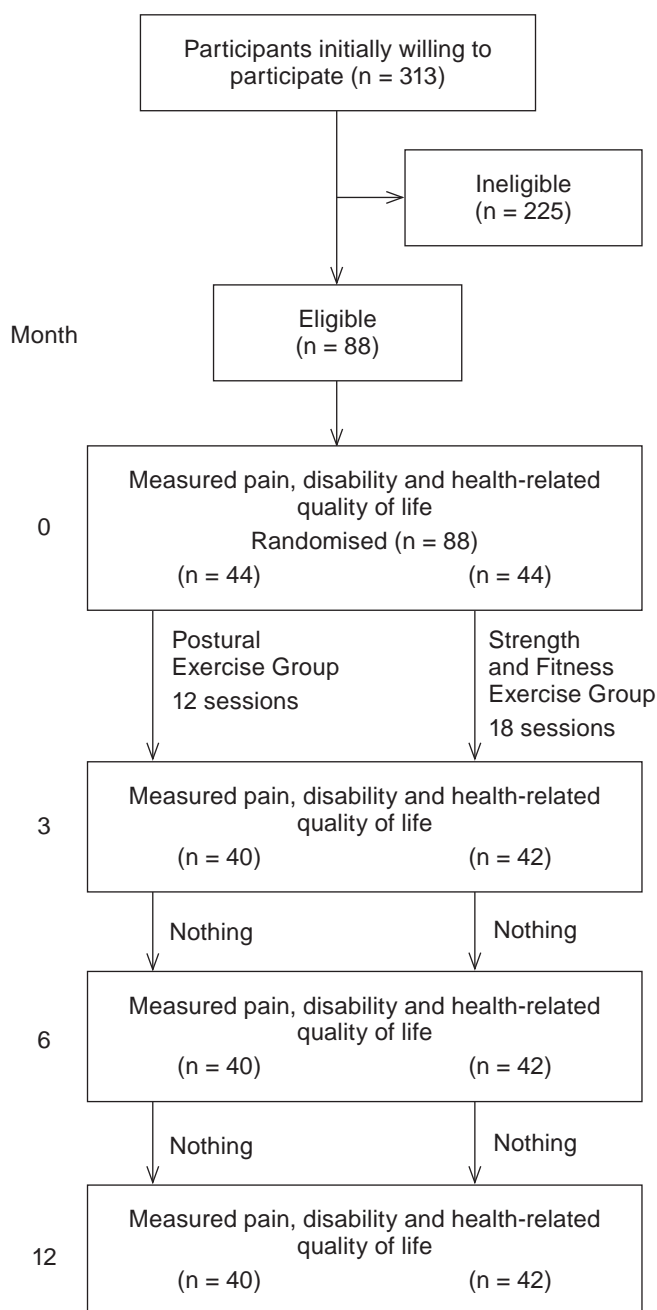 Participants initially willing to
participate (n = 313)
Ineligible
(n = 225)
Month
Eligible
(n = 88)
0
Measured pain, disability and health-related
quality of life
Randomised (n = 88)
(n = 44) (n = 44)
Postural
Exercise Group
12 sessions
Strength
and Fitness
Exercise Group
18 sessions
3
Measured pain, disability and health-related
quality of life
(n = 40) (n = 42)
Nothing Nothing
6
Measured pain, disability and health-related
quality of life
(n = 40) (n = 42)
Nothing Nothing
12
Measured pain, disability and health-related
quality of life
(n = 40) (n = 42)